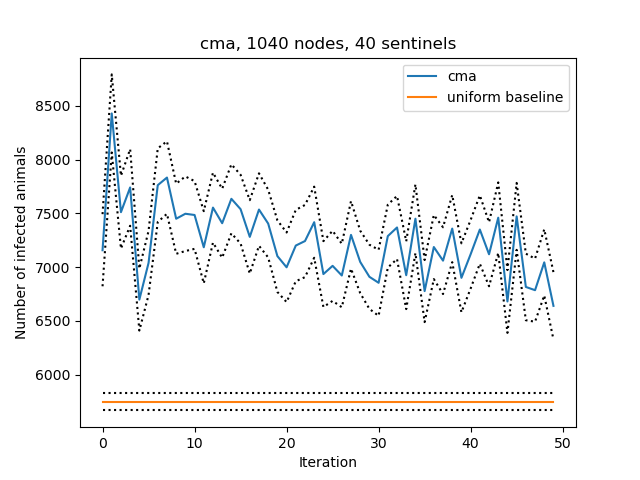 cma, 1040 nodes, 40 sentinels
cma
uniform baseline
8500
8000
7500
7000
6500
6000
Number of infected animals
0 10 20 30 40 50
Iteration